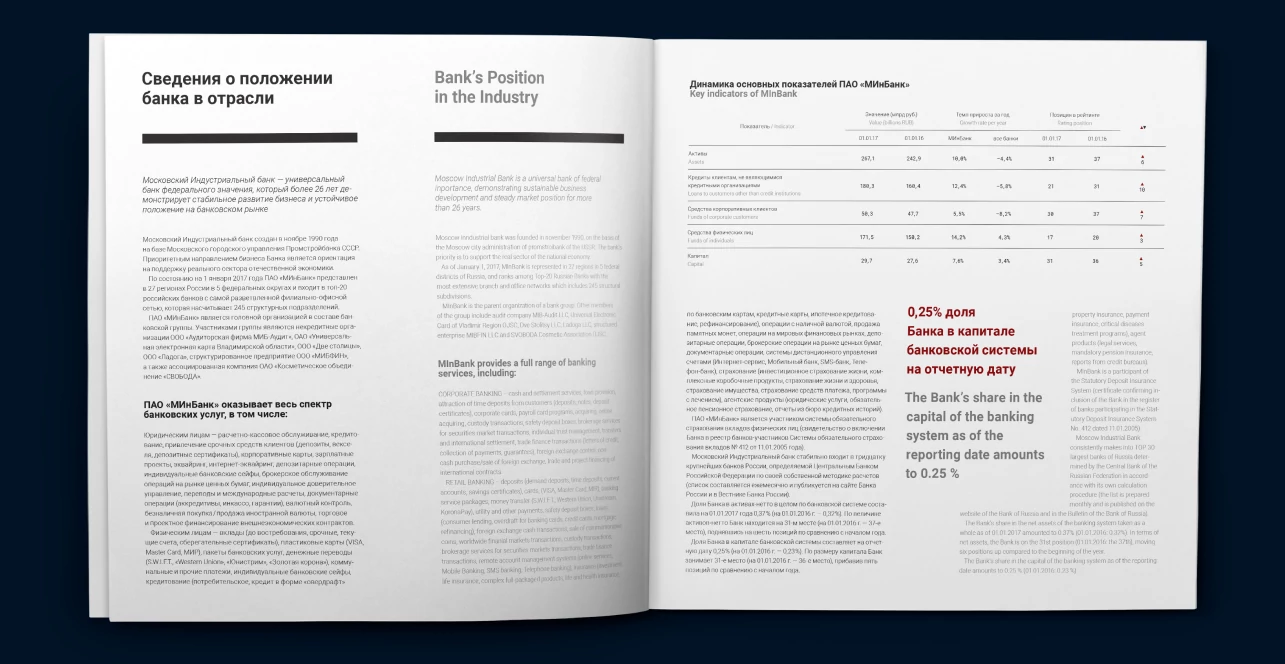 Сведения о положении
банка в отрасли
Московский Индустриальный банк — универсальный
банк федерального значения, который более 26 лет де-
монстрирует стабильное развитие бизнеса и устойчивое
положение на банковском рынке
Московский Индустриальный банк создан в ноябре 1990 года
на базе Московского городского управления Промстройбанка СССР.
Приоритетным направлением бизнеса Банка является ориентация
на поддержку реального сектора отечественной экономики.
По состоянию на 1 января 2017 года ПАО «МИнБанк» представлен
в 27 регионах России в 5 федеральных округах и входит в топ-20
российских банков с самой разветвленной филиально-офисной
сетью, которая насчитывает 245 структурных подразделений.
ПАО «МИнБанк» является головной организацией в составе бан-
ковской группы. Участниками группы являются некредитные орга-
низации ООО «Аудиторская фирма МИБ-Аудит», ОАО «Универсаль-
ная электронная карта Владимирской области», ООО «Две столицы»,
ООО «Ладога», структурированное предприятие ООО «МИБФИН»,
а также ассоциированная компания ОАО «Косметическое объеди-
нение «СВОБОДА».
ПАО «МИнБанк» оказывает весь спектр
банковских услуг, в том числе:
Юридическим лицам — расчетно-кассовое обслуживание, кредито-
вание, привлечение срочных средств клиентов (депозиты, вексе-
ля, депозитные сертификаты), корпоративные карты, зарплатные
проекты, эквайринг, интернет-эквайринг, депозитарные операции,
индивидуальные банковские сейфы, брокерское обслуживание
операций на рынке ценных бумаг, индивидуальное доверительное
управление, переводы и международные расчеты, документарные
операции (аккредитивы, инкассо, гарантии), валютный контроль,
безналичная покупка/продажа иностранной валюты, торговое
и проектное финансирование внешнеэкономических контрактов.
Физическим лицам — вклады (до востребования, срочные, теку-
щие счета, сберегательные сертификаты), пластиковые карты (VISA,
Master Card, МИР), пакеты банковских услуг, денежные переводы
(S.W.I.F.T., «Western Union», «Юнистрим», «Золотая корона), комму-
нальные и прочие платежи, индивидуальные банковские сейфы,
кредитование (потребительское, кредит в форме «овердрафт»
Bank's Position
in the Industry
Moscow Industrial Bank is a universal bank of federal
importance, demonstrating sustainable business
development and steady market position for more
than 26 years.
Moscow Industrial bank was founded in november 1990, on the basis of
the Moscow city administration of promstroibank of the USSR. The bank's
priority is to support the real sector of the national economy.
As of January 1, 2017, MInBank is represented in 27 regions in 5 federal
districts of Russia, and ranks among Top-20 Russian Banks with its
most extensive branch and office networks which includes 245 structural
subdivisions.
MInBank is the parent organization of a bank group. Other members
of the group include audit company MIB-Audit LLC, Universal Electronic
Card of Vladimir Region OJSC, Dve Stolitsy LLC, Ladoga LLC, structured
enterprise MIBFIN LLC and SVOBODA Cosmetic Association OJSC
MInBank provides a full range of banking
services, including:
CORPORATE BANKING - cash and settlement services, loan provision,
attraction of time deposits from customers (deposits, notes, deposit
certificates), corporate cards, payroll card programs, acquiring, online
acquiring, custody transactions, safety deposit boxes, brokerage services
for securities market transactions, individual trust management, transfers
and international settlement, trade finance transactions (letters of credit,
collection of payments, guarantees), foreign exchange control, non-
cash purchase/sale of foreign exchange, trade and project financing of
international contracts.
RETAIL BANKING - deposits (demand deposits, time deposits, current
accounts, savings certificates), cards (VISA, Master Card, MIR), banking
service packages, money transfer (S.W.I.F.T., Western Union, Unistream,
KoronaPay), utility and other payments, safety deposit boxes, loans
(consumer lending, overdraft for banking cards, credit cards, mortgage
refinancing), foreign exchange cash transactions, sale of commemorative
coins, worldwide financial markets transactions, custody transactions,
brokerage services for securities markets transactions, trade finance
transactions, remote account management systems (online services,
Mobile Banking, SMS banking, Telephone banking), insurance (investment
life insurance, complex full packaged products, life and health insurance,
Динамика основных показателей ПАО «МИнБанк»
Key indicators of MInBank
Показатель / Indicator
Значение (млрд руб.)
Value (billions RUB)
Темп прироста за год
Growth rate per year
Позиция в рейтинге
Rating position
▲▼
01.01.17 01.01.16 МИнБанк все банки 01.01.17 01.01.16
Активы
Assets
267,1 242,9 10,0% -4,4% 31 37 ▲ 6
Кредиты клиентам, не являющимся
кредитными организациями
Loans to customers other than credit institutions
180,3 160,4 12,4% -5,8% 21 31 ▲ 10
Средства корпоративных клиентов
Funds of corporate customers
50,3 47,7 5,5% -8,2% 30 37 ▲ 7
Средства физических лиц
Funds of individuals
171,5 150,2 14,2% 4,3% 17 20 ▲ 3
Капитал
Capital
29,7 27,6 7,6% 3,4% 31 36 ▲ 5
по банковским картам, кредитные карты, ипотечное кредитова-
ние, рефинансирование), операции с наличной валютой, продажа
памятных монет, операции на мировых финансовых рынках, депо-
зитарные операции, брокерские операции на рынке ценных бумаг,
документарные операции, системы дистанционного управления
счетами (Интернет-сервис, Мобильный банк, SMS-банк, Теле-
фон-банк), страхование (инвестиционное страхование жизни, ком-
плексные коробочные продукты, страхование жизни и здоровья,
страхование имущества, страхование средств платежа, программы
с лечением), агентские продукты (юридические услуги, обязатель-
ное пенсионное страхование, отчеты из бюро кредитных историй).
ПАО «МИнБанк» является участником системы обязательного
страхования вкладов физических лиц (свидетельство о включении
Банка в реестр банков-участников Системы обязательного страхо-
вания вкладов № 412 от 11.01.2005 года).
Московский Индустриальный банк стабильно входит в тридцатку
крупнейших банков России, определяемой Центральным Банком
Российской Федерации по своей собственной методике расчетов
(список составляется ежемесячно и публикуется на сайте Банка
России и в Вестнике Банка России).
Доля Банка в активах-нетто в целом по банковской системе соста-
вила на 01.01.2017 года 0,37% (на 01.01.2016 г. — 0,32%). По величине
активов-нетто Банк находится на 31-м месте (на 01.01.2016 г. — 37-е
место), поднявшись на шесть позиций по сравнению с началом года.
Доля Банка в капитале банковской системы составляет на отчет-
ную дату 0,25% (на 01.01.2016 г. — 0,23%). По размеру капитала Банк
занимает 31-е место (на 01.01.2016 г. — 36-е место), прибавив пять
позиций по сравнению с началом года.
0,25% доля
Банка в капитале
банковской системы
на отчетную дату
The Bank's share in the
capital of the banking
system as of the
reporting date amounts
to 0.25 %
property insurance, payment
insurance, critical diseases
treatment programs), agent
products (legal services,
mandatory pension insurance,
reports from credit bureaus).
MinBank is a participant of
the Statutory Deposit Insurance
System (certificate confirming in-
clusion of the Bank in the register
of banks participating in the Stat-
utory Deposit Insurance System
No. 412 dated 11.01.2005)
Moscow Industrial Bank
consistently makes into TOP 30
largest banks of Russia deter-
mined by the Central Bank of the
Russian Federation in accord-
ance with its own calculation
procedure (the list is prepared
monthly and is published on the
website of the Bank of Russia and in the Bulletin of the Bank of Russia).
The Bank's share in the net assets of the banking system taken as a
whole as of 01.01.2017 amounted to 0.37% (01.01.2016: 0.32%). In terms of
net assets, the Bank is on the 31st position (01.01.2016: the 37th), moving
six positions up compared to the beginning of the year.
The Bank's share in the capital of the banking system as of the reporting
date amounts to 0.25 % (01.01.2016: 0.23 %).